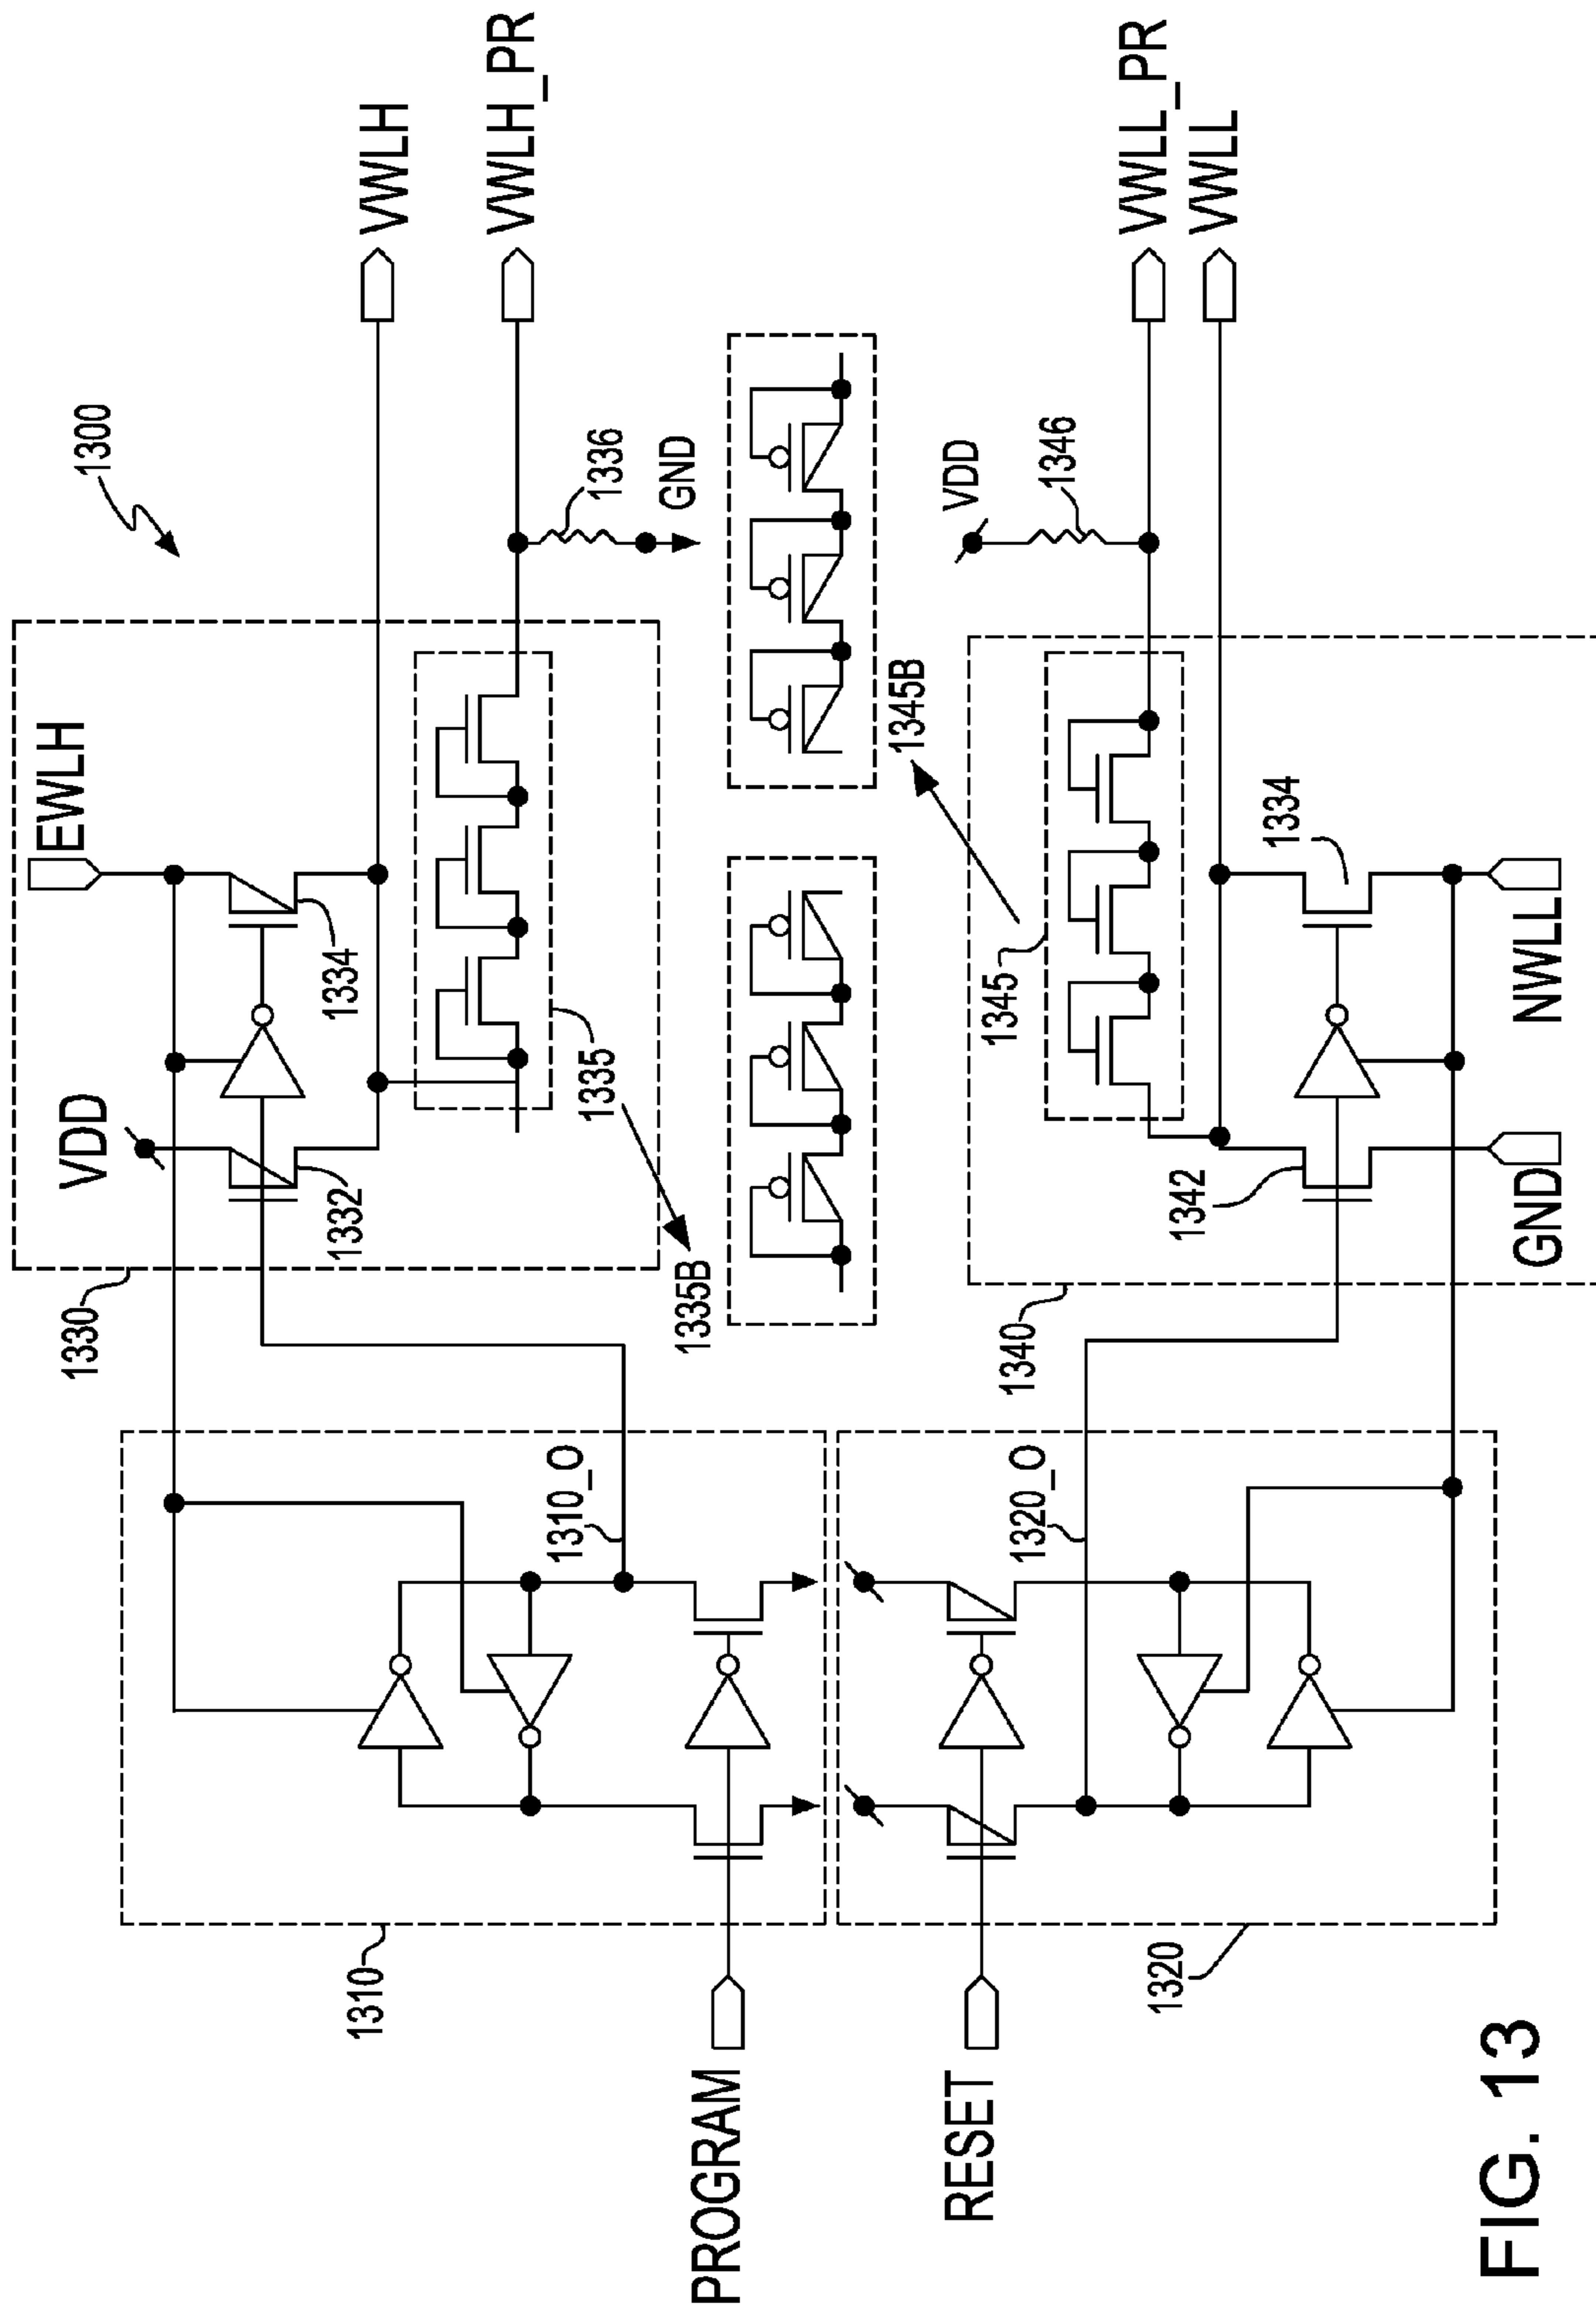 1300
EWLH
VDD
1330
1332
1334
VWLH
VWLH_PR
1335
1336
GND
1335B
1310
1310_O
PROGRAM
RESET
1320
1320_O
1345B
VDD
1346
1345
1340
1342
1334
VWLL_PR
VWLL
GND
NWLL
FIG. 13